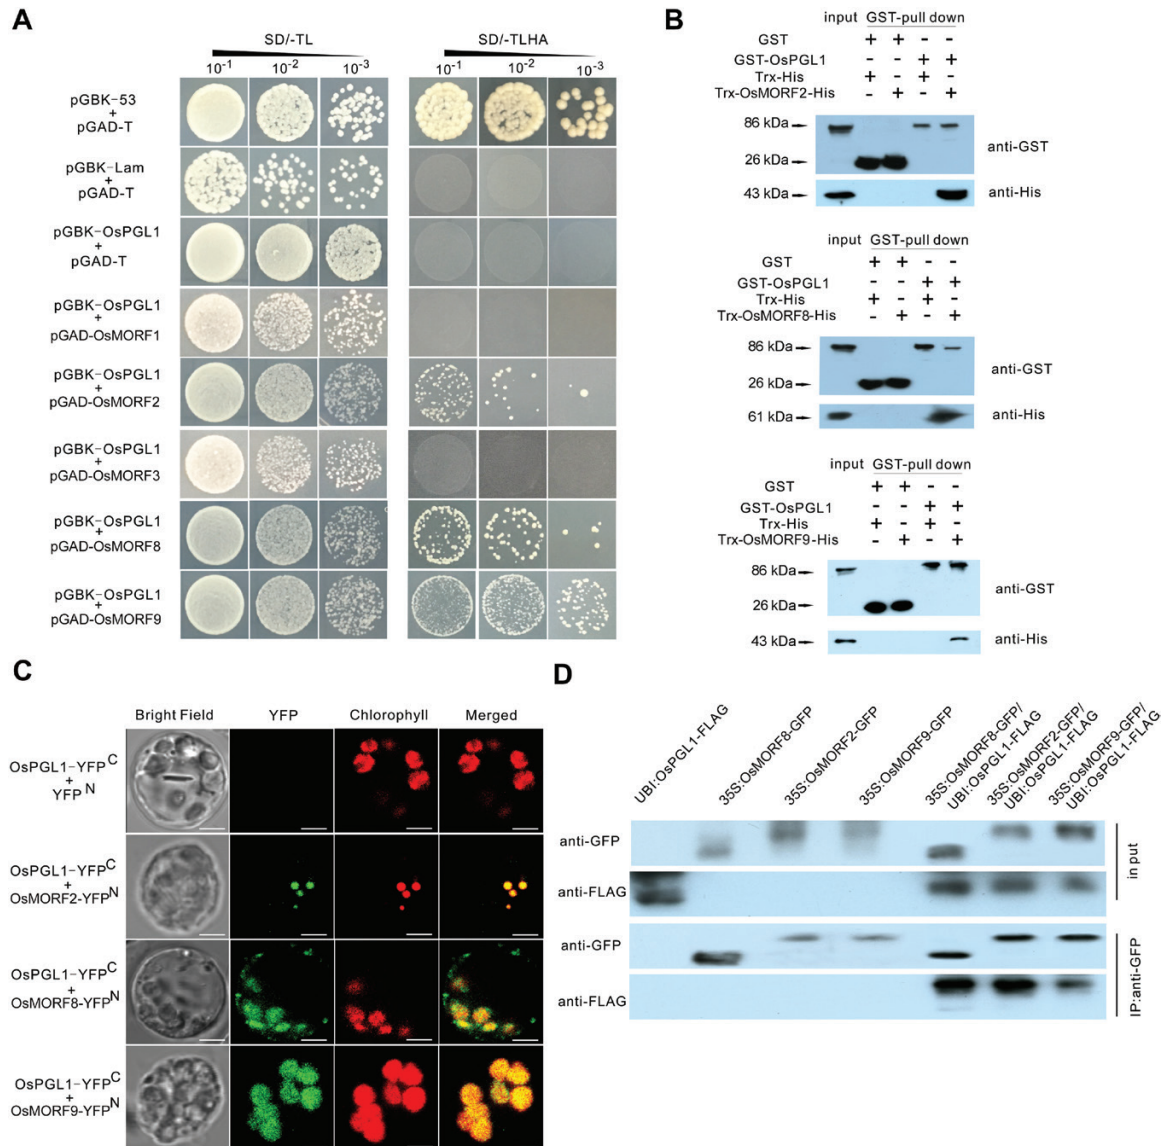 A
SD/-TL
SD/-TLHA
10-1 10-2 10-3
10-1 10-2 10-3
pGBK-53
+
pGAD-T
pGBK-Lam
+
pGAD-T
pGBK-OsPGL1
+
pGAD-T
pGBK-OsPGL1
+
pGAD-OsMORF1
pGBK-OsPGL1
+
pGAD-OsMORF2
pGBK-OsPGL1
+
pGAD-OsMORF3
pGBK-OsPGL1
+
pGAD-OsMORF8
pGBK-OsPGL1
+
pGAD-OsMORF9
B
input GST-pull down
GST + + - -
GST-OsPGL1 - - + +
Trx-His + - + -
Trx-OsMORF2-His - + - +
86 kDa
anti-GST
26 kDa
43 kDa anti-His
input GST-pull down
GST + + - -
GST-OsPGL1 - - + +
Trx-His + - + -
Trx-OsMORF8-His - + - +
86 kDa
anti-GST
26 kDa
61 kDa anti-His
input GST-pull down
GST + + - -
GST-OsPGL1 - - + +
Trx-His + - + -
Trx-OsMORF9-His - + - +
86 kDa
anti-GST
26 kDa
43 kDa anti-His
C
Bright Field YFP Chlorophyll Merged
OsPGL1-YFPC
+
YFPN
OsPGL1-YFPC
+
OsMORF2-YFPN
OsPGL1-YFPC
+
OsMORF8-YFPN
OsPGL1-YFPC
+
OsMORF9-YFPN
D
UBI:OsPGL1-FLAG
35S:OsMORF8-GFP
35S:OsMORF2-GFP
35S:OsMORF9-GFP
35S:OsMORF8-GFP/
UBI:OsPGL1-FLAG
35S:OsMORF2-GFP/
UBI:OsPGL1-FLAG
35S:OsMORF9-GFP/
UBI:OsPGL1-FLAG
anti-GFP
anti-FLAG
input
anti-GFP
anti-FLAG
IP:anti-GFP